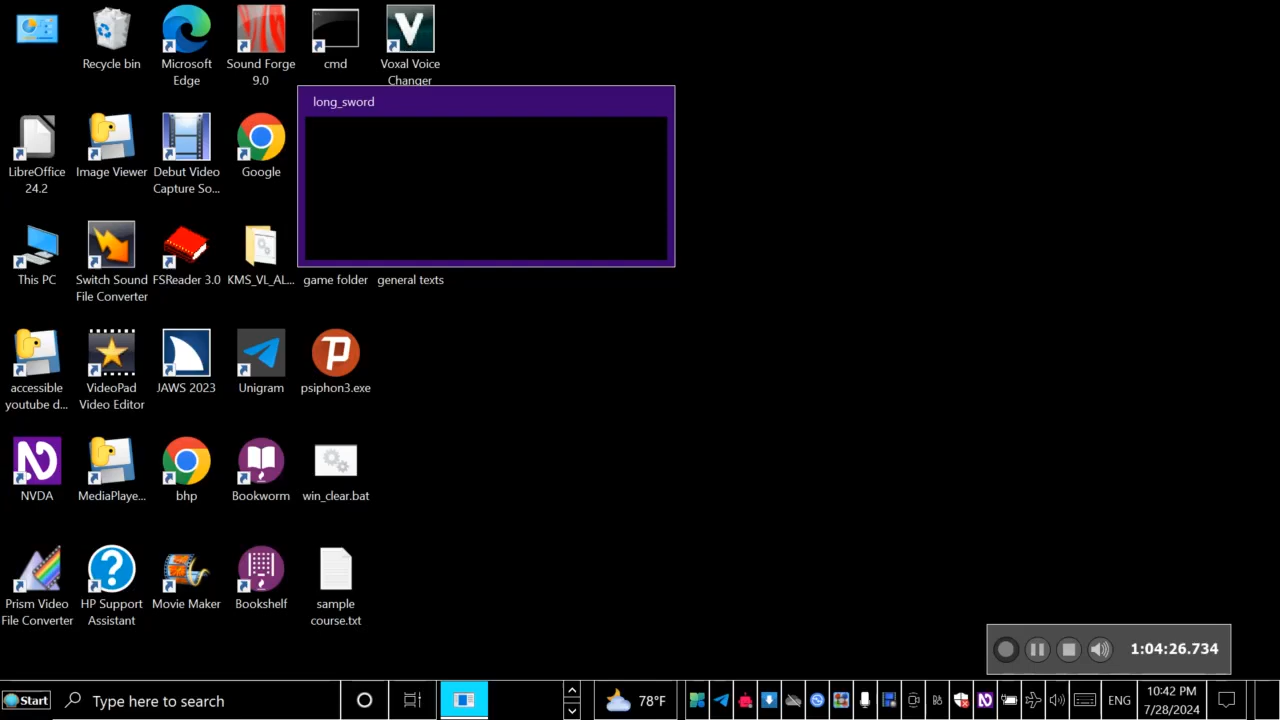 Recycle bin
Microsoft
Edge
Sound Forge
9.0
cmd
Voxal Voice
Changer
long_sword
LibreOffice
24.2
Image Viewer
Debut Video
Capture So...
Google
This PC
Switch Sound
File Converter
FSReader 3.0
KMS_VL_AL...
game folder
general texts
accessible
youtube d...
VideoPad
Video Editor
JAWS 2023
Unigram
psiphon3.exe
NVDA
MediaPlaye...
bhp
Bookworm
win_clear.bat
Prism Video
File Converter
HP Support
Assistant
Movie Maker
Bookshelf
sample
course.txt
1:04:26.734
Start
Type here to search
78°F
ENG
10:42 PM
7/28/2024